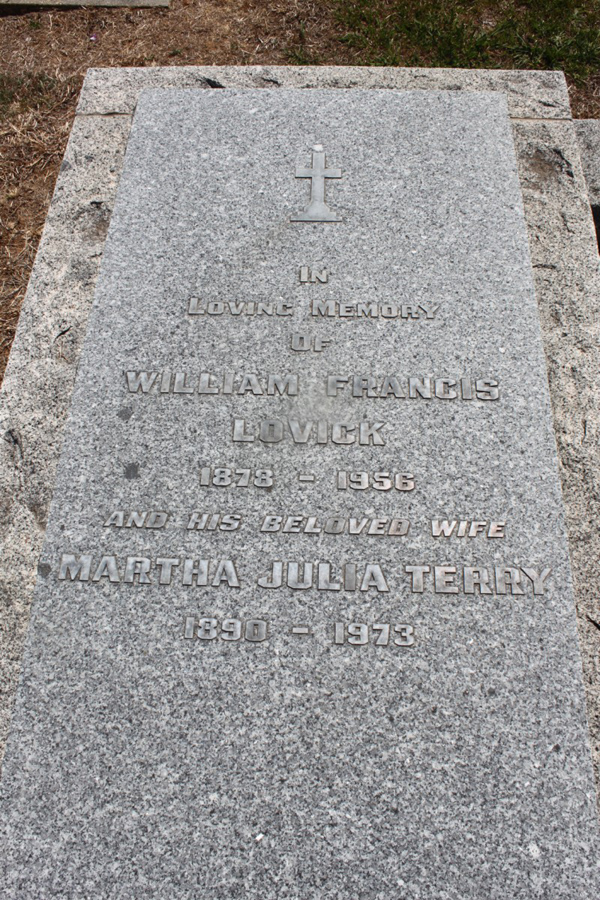 IN
LOVING MEMORY
OF
WILLIAM FRANCIS
LOVICK
1878 - 1956
AND HIS BELOVED WIFE
MARTHA JULIA TERRY
1890 - 1973